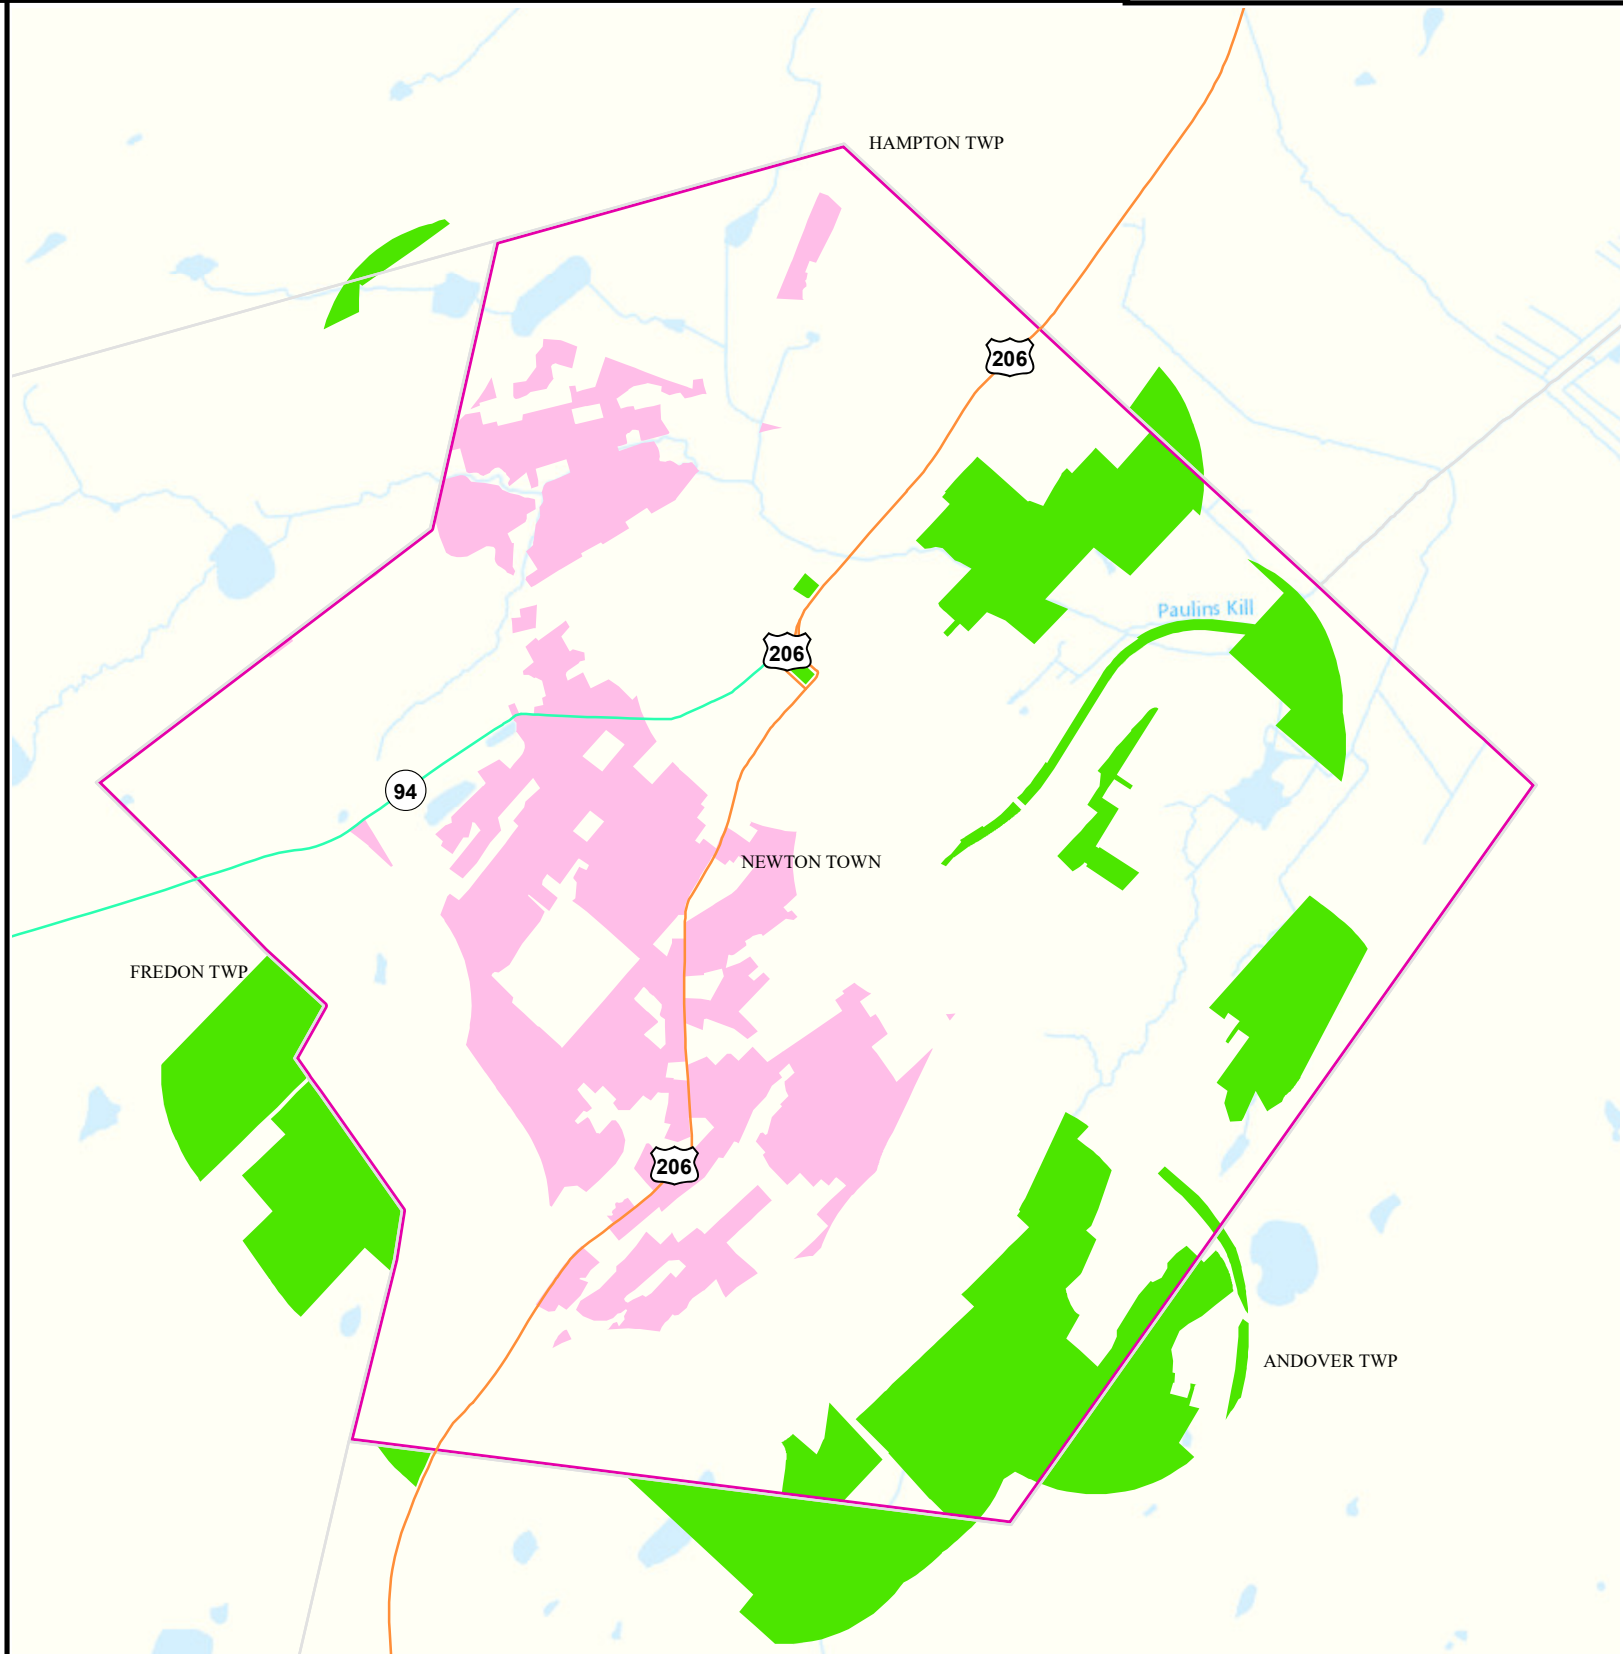 HAMPTON TWP
206
Paulins Kill
206
94
NEWTON TOWN
FREDON TWP
206
ANDOVER TWP